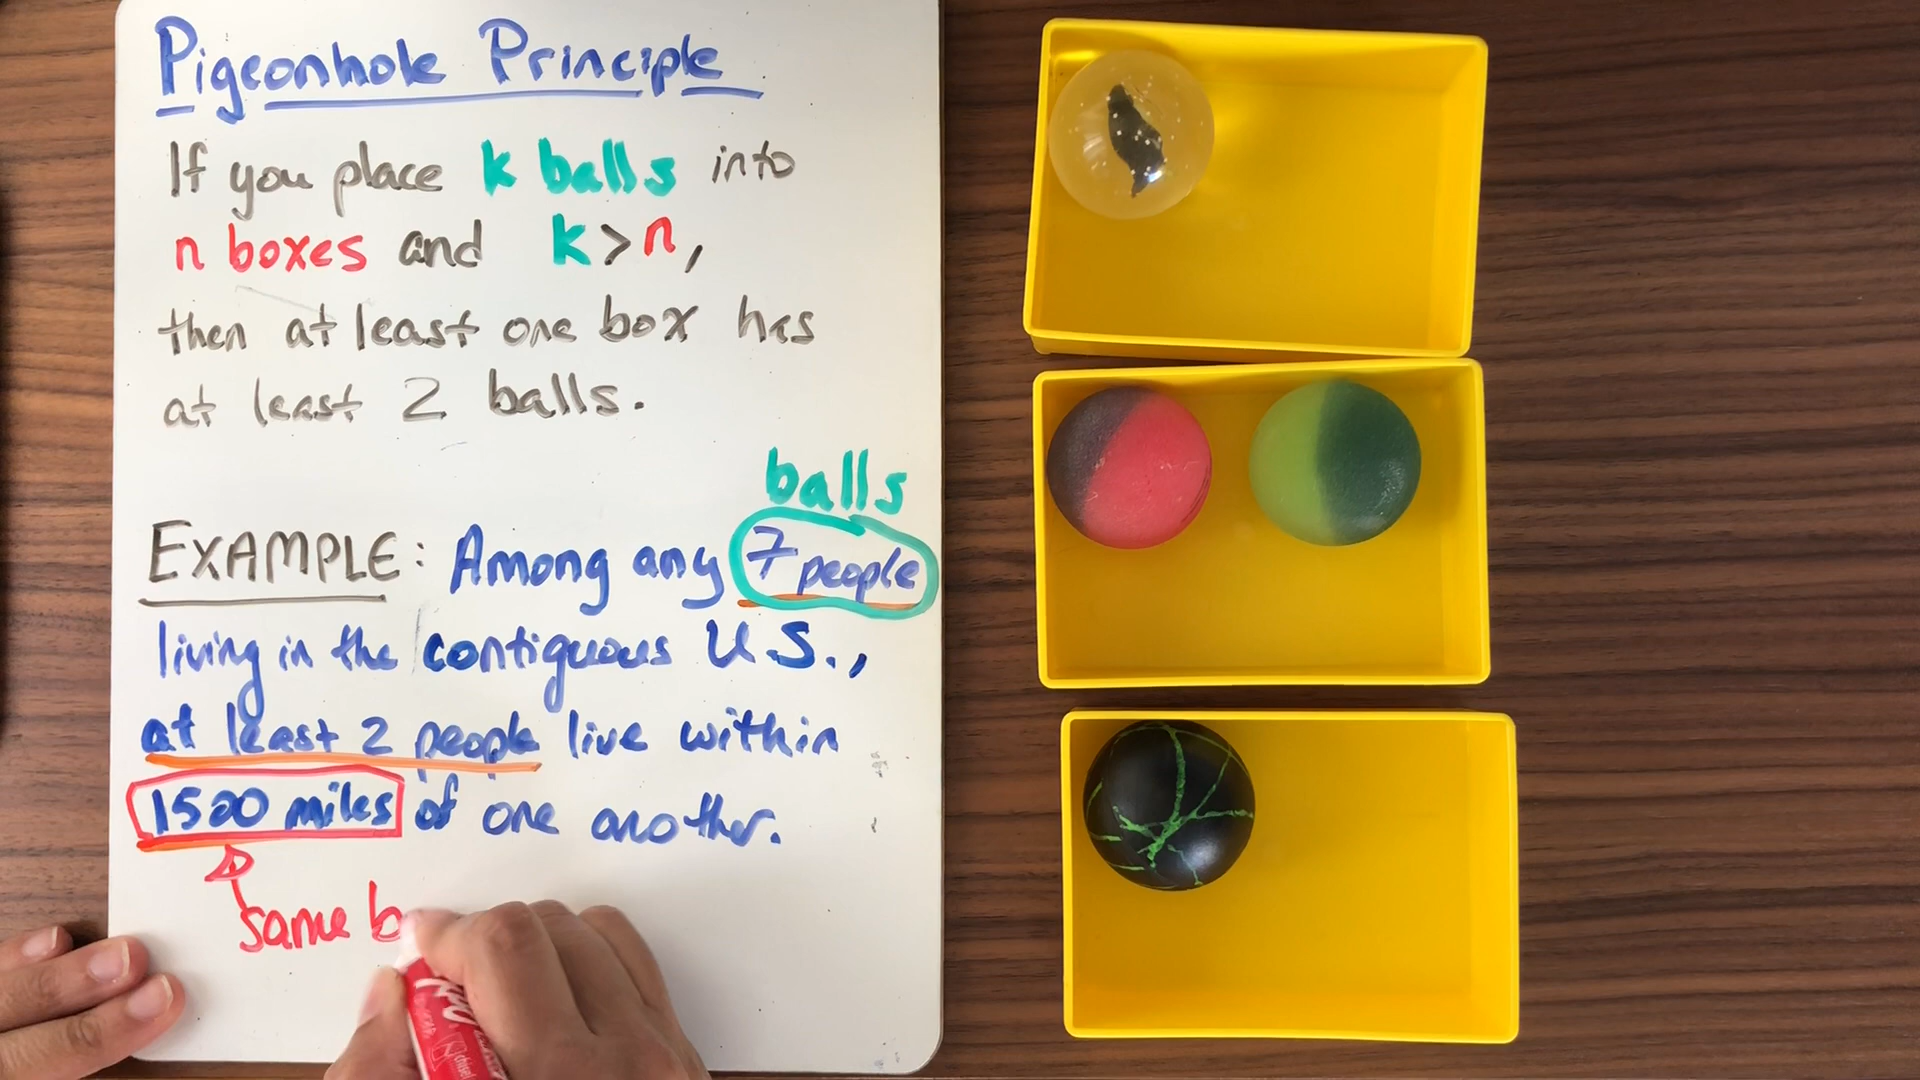 Pigeonhole Principle
If you place k balls into
n boxes and k > n,
then at least one box has
at least 2 balls.
balls
EXAMPLE: Among any 7 people
living in the contiguous U.S.,
at least 2 people live within
1500 miles of one another.
same b